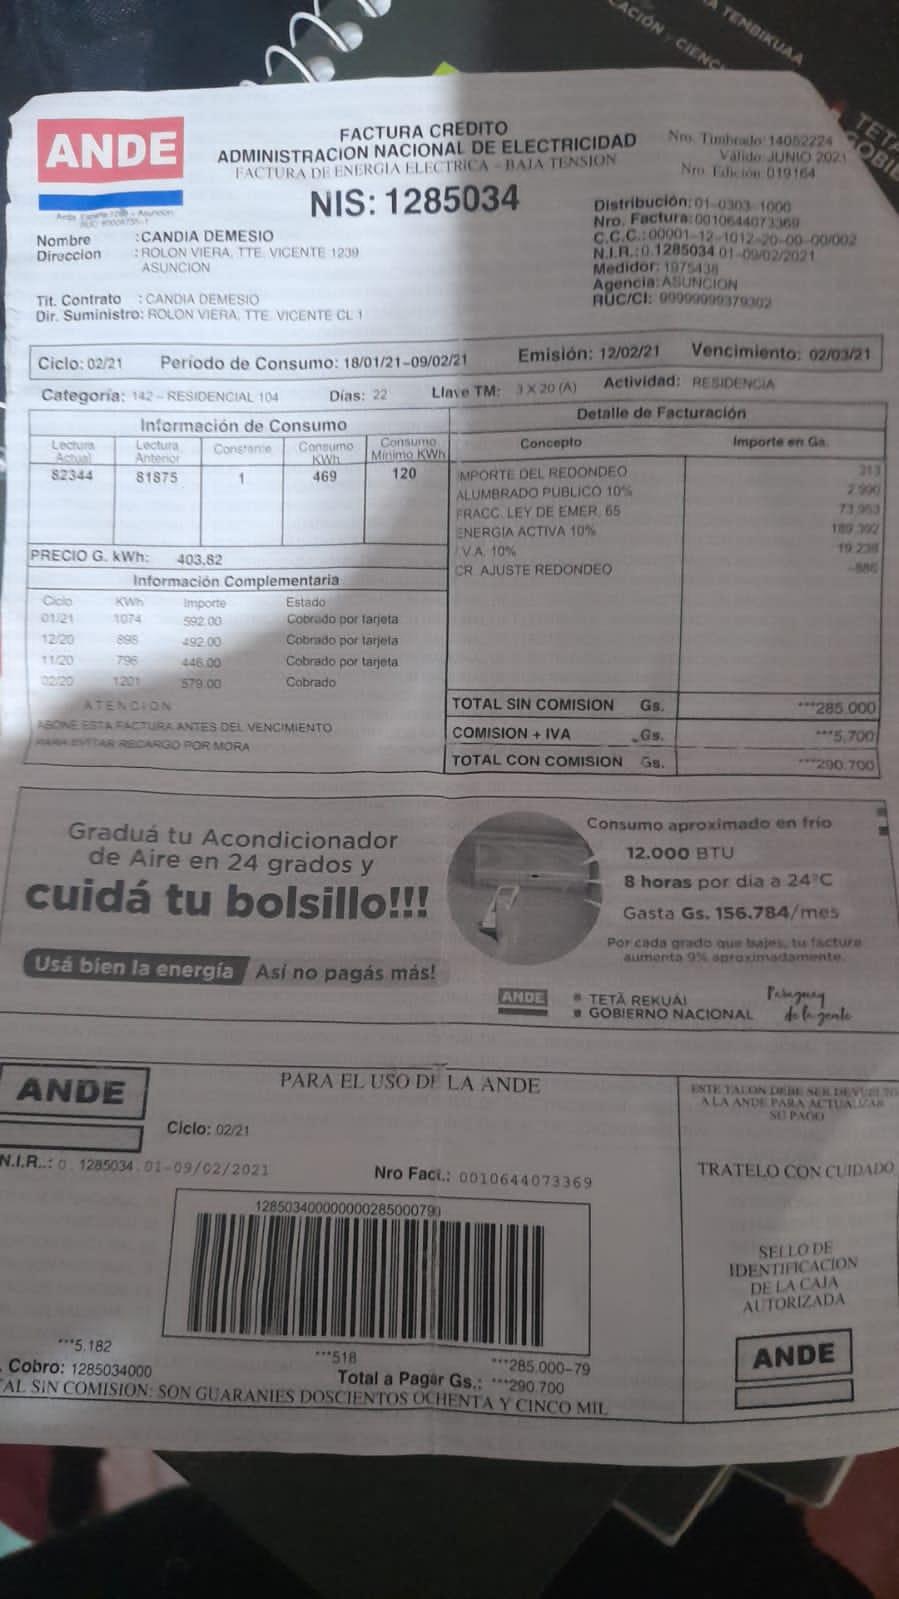 CACIÓN y CIENC
A TEMBIKUAA
TETÃ
ANDE
FACTURA CREDITO
ADMINISTRACION NACIONAL DE ELECTRICIDAD
FACTURA DE ENERGIA ELECTRICA - BAJA TENSION
NIS: 1285034
Nro. Timbrado: 14052224
Válido: JUNIO 2021
Nro. Edición: 019164
Distribución: 01-0303-1000
Nro. Factura: 0010644073369
C.C.C.: 00001-12-1012-20-00-00/002
N.I.R.: 0.1285034 01-09/02/2021
Medidor: 1975438
Agencia: ASUNCION
RUC/CI: 99999999379302
Nombre : CANDIA DEMESIO
Direccion : ROLON VIERA, TTE. VICENTE 1239
ASUNCION
Tit. Contrato : CANDIA DEMESIO
Dir. Suministro: ROLON VIERA, TTE. VICENTE CL 1
Ciclo: 02/21 Período de Consumo: 18/01/21-09/02/21 Emisión: 12/02/21 Vencimiento: 02/03/21
Categoría: 142 - RESIDENCIAL 104 Días: 22 Llave TM: 3 X 20 (A) Actividad: RESIDENCIA
Información de Consumo
Lectura Actual Lectura Anterior Constante Consumo KWh Consumo Mínimo KWh
82344 81875 1 469 120
PRECIO G. kWh: 403.82
Información Complementaria
Ciclo KWh Importe Estado
01/21 1074 592.00 Cobrado por tarjeta
12/20 898 492.00 Cobrado por tarjeta
11/20 796 446.00 Cobrado por tarjeta
02/20 1201 579.00 Cobrado
ATENCION
ABONE ESTA FACTURA ANTES DEL VENCIMIENTO
PARA EVITAR RECARGO POR MORA
Detalle de Facturación
Concepto Importe en Gs.
IMPORTE DEL REDONDEO 313
ALUMBRADO PUBLICO 10% 2.990
FRACC. LEY DE EMER. 65 73.953
ENERGIA ACTIVA 10% 189.392
I.V.A. 10% 19.238
CR. AJUSTE REDONDEO -886
TOTAL SIN COMISION Gs. ***285.000
COMISION + IVA Gs. ***5.700
TOTAL CON COMISION Gs. ***290.700
Graduá tu Acondicionador
de Aire en 24 grados y
cuidá tu bolsillo!!!
Usá bien la energía Así no pagás más!
Consumo aproximado en frío
12.000 BTU
8 horas por día a 24°C
Gasta Gs. 156.784/mes
Por cada grado que bajes, tu factura
aumenta 9% aproximadamente.
ANDE
TETÃ REKUÁI
GOBIERNO NACIONAL
Paraguay
de la gente
ANDE
PARA EL USO DE LA ANDE
Ciclo: 02/21
N.I.R..: 0 . 1285034 . 01-09/02/2021 Nro Fact.: 0010644073369
12850340000000028500079
***5.182 ***518 ***285.000-79
. Cobro: 1285034000 Total a Pagar Gs.: ***290.700
AL SIN COMISION: SON GUARANIES DOSCIENTOS OCHENTA Y CINCO MIL
ESTE TALON DEBE SER DEVUELTO
A LA ANDE PARA ACTUALIZAR
SU PAGO
TRATELO CON CUIDADO
SELLO DE
IDENTIFICACION
DE LA CAJA
AUTORIZADA
ANDE